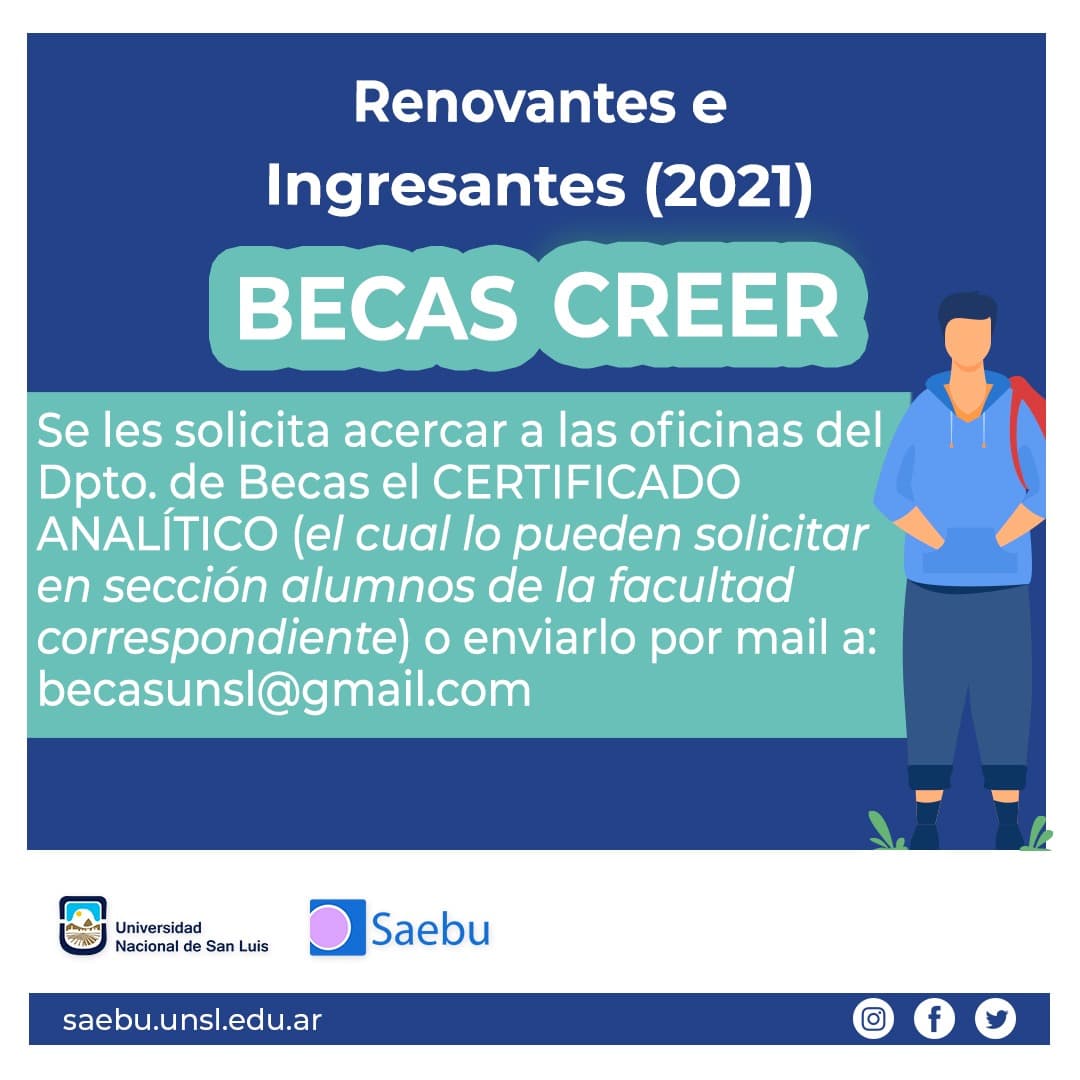 Renovantes e
Ingresantes (2021)
BECAS CREER
Se les solicita acercar a las oficinas del
Dpto. de Becas el CERTIFICADO
ANALÍTICO (el cual lo pueden solicitar
en sección alumnos de la facultad
correspondiente) o enviarlo por mail a:
becasunsl@gmail.com
Universidad
Nacional de San Luis
Saebu
saebu.unsl.edu.ar